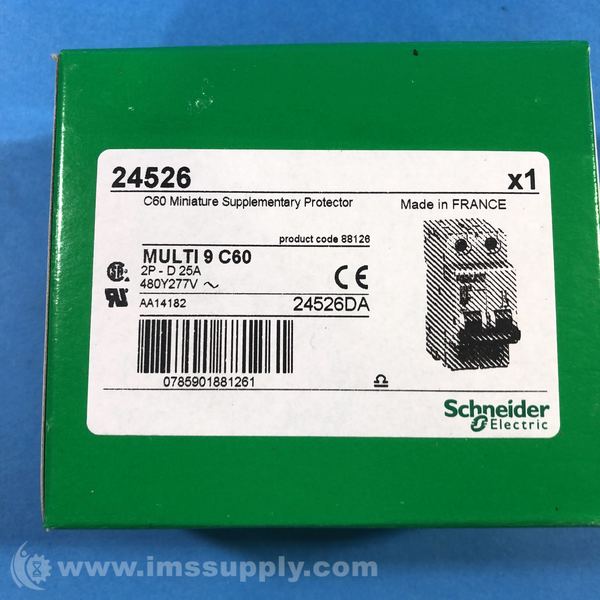 24526 x1
C60 Miniature Supplementary Protector Made in FRANCE
product code 88126
MULTI 9 C60
2P - D 25A
480Y277V ~
CE
AA14182 24526DA
0785901881261
Schneider
Electric
www.imssupply.com